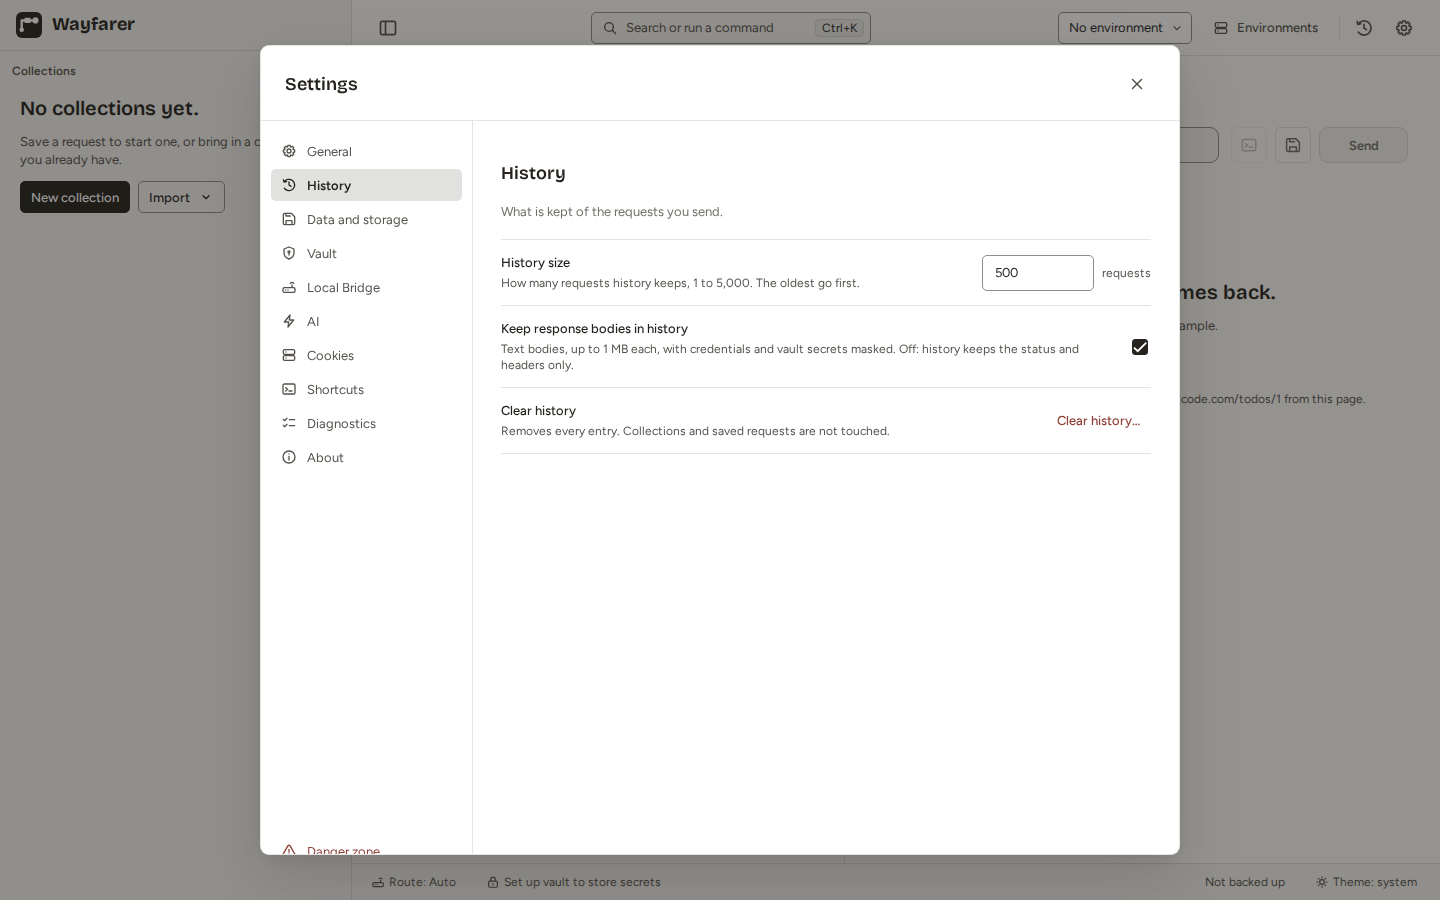 Wayfarer
Search or run a command
Ctrl+K
No environment
Environments
Collections
No collections yet.
Save a request to start one, or bring in a c
you already have.
New collection
Import
Settings
General
History
Data and storage
Vault
Local Bridge
AI
Cookies
Shortcuts
Diagnostics
About
Danger zone
History
What is kept of the requests you send.
History size
How many requests history keeps, 1 to 5,000. The oldest go first.
500
requests
Keep response bodies in history
Text bodies, up to 1 MB each, with credentials and vault secrets masked. Off: history keeps the status and
headers only.
Clear history
Removes every entry. Collections and saved requests are not touched.
Clear history...
Send
mes back.
ample.
code.com/todos/1 from this page.
Route: Auto
Set up vault to store secrets
Not backed up
Theme: system